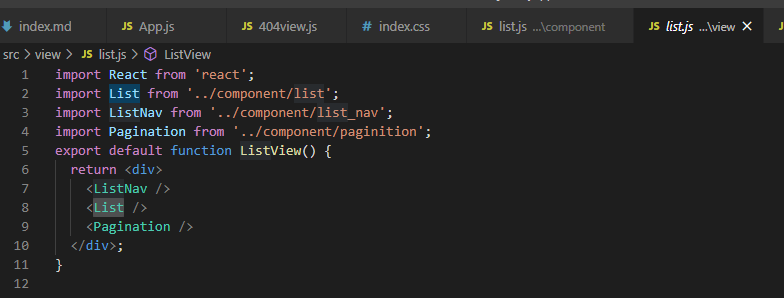 index.md JS App.js JS 404view.js # index.css JS list.js ...\component JS list.js ...\view ×
src > view > JS list.js > ListView
1 import React from 'react';
2 import List from '../component/list';
3 import ListNav from '../component/list_nav';
4 import Pagination from '../component/paginition';
5 export default function ListView() {
6 return <div>
7 <ListNav />
8 <List />
9 <Pagination />
10 </div>;
11 }
12